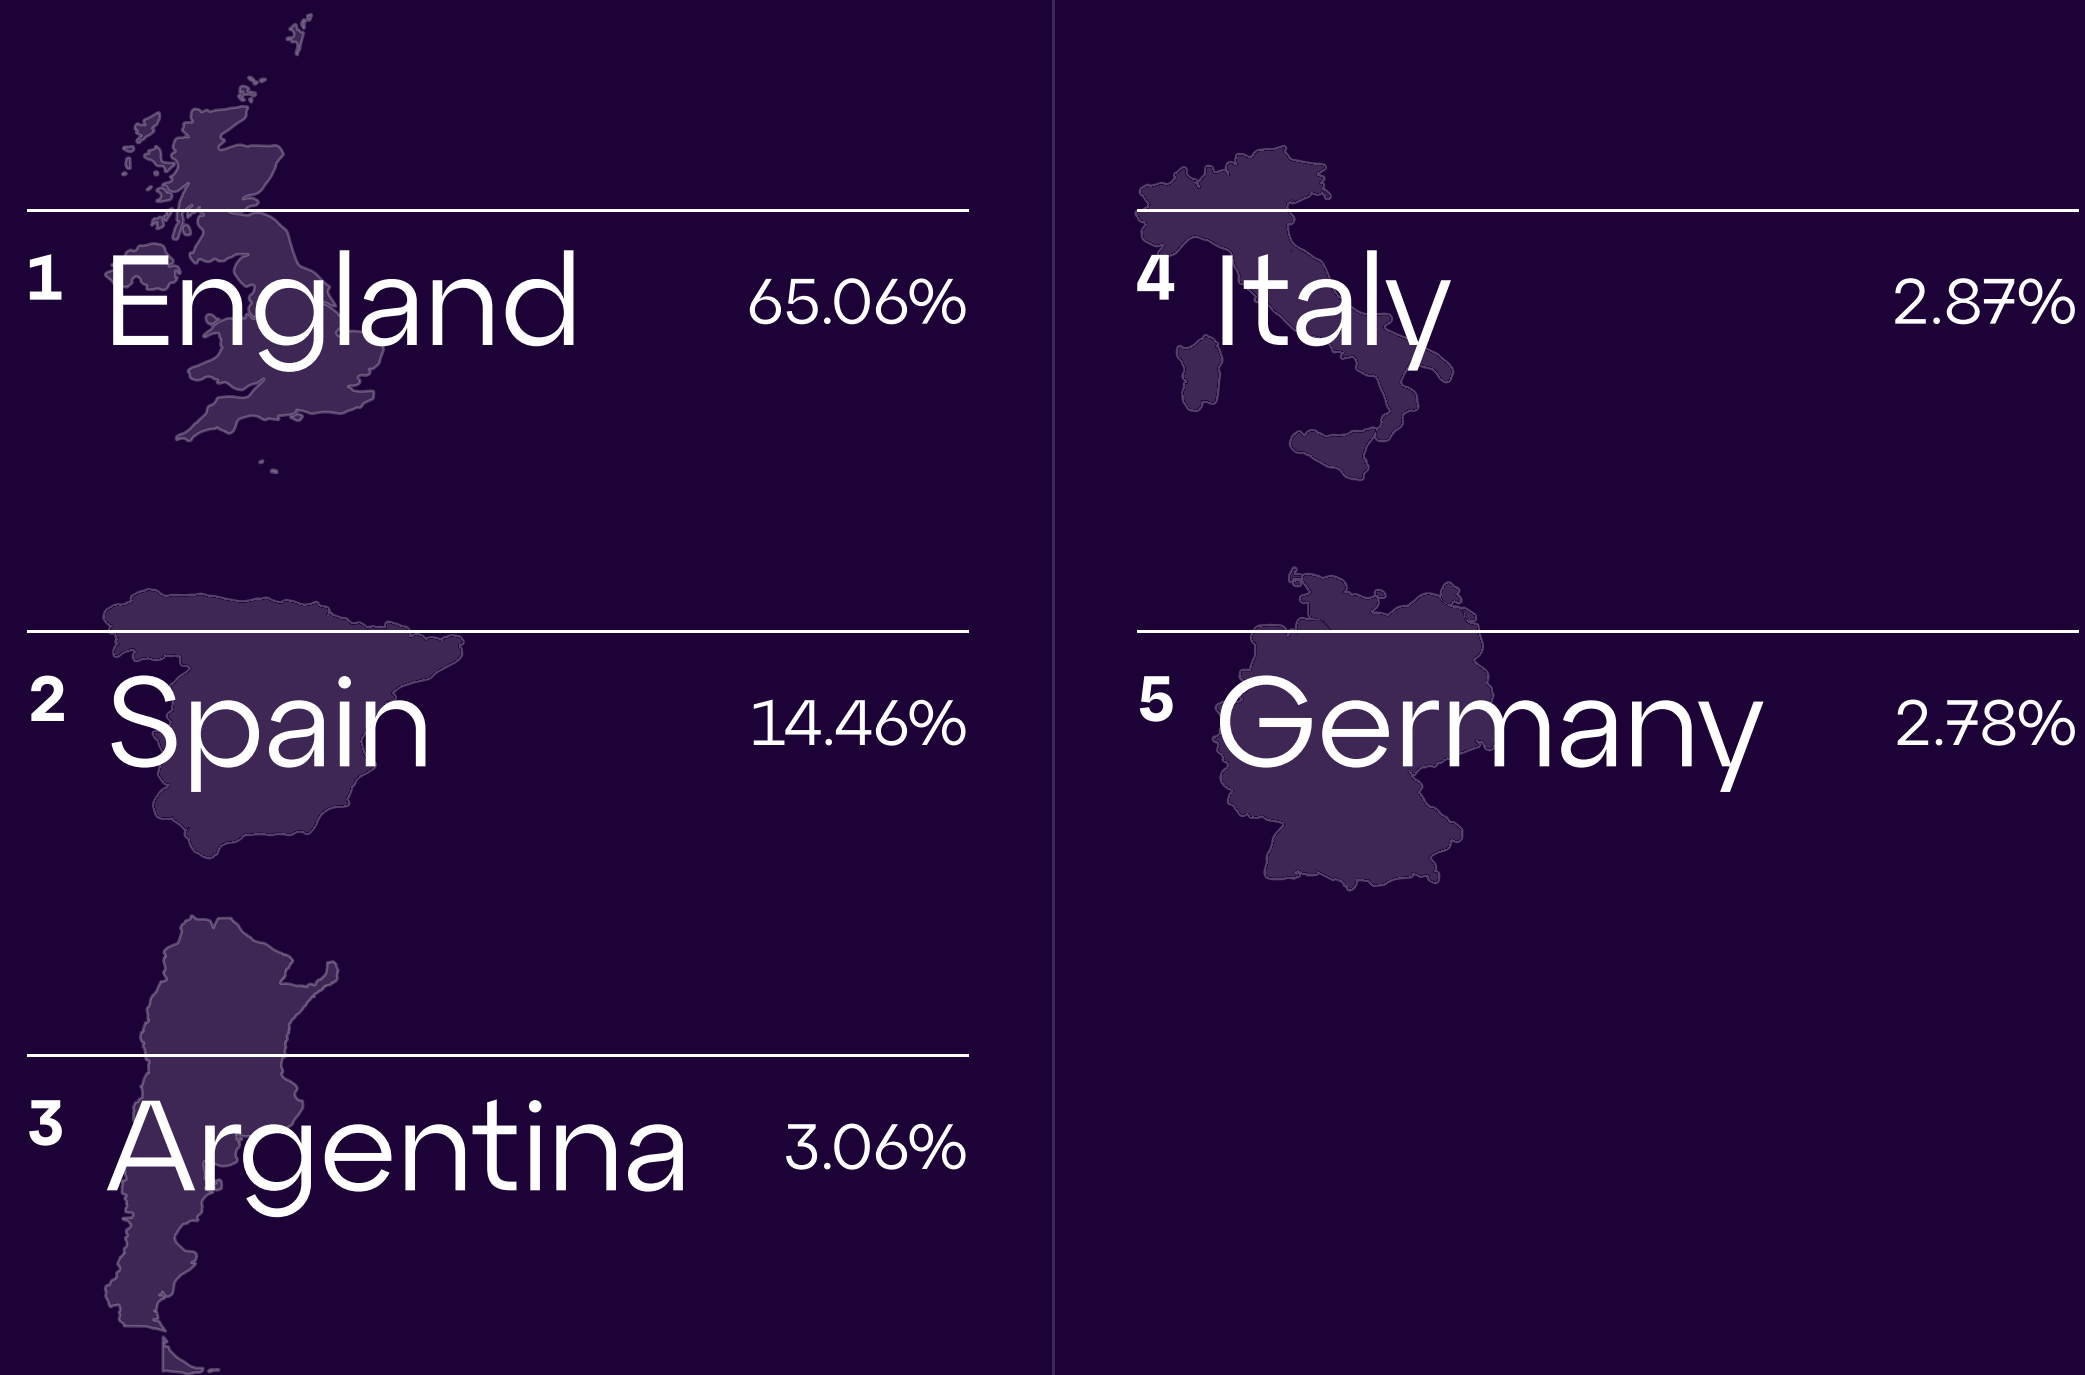 1 England 65.06%
2 Spain 14.46%
3 Argentina 3.06%
4 Italy 2.87%
5 Germany 2.78%